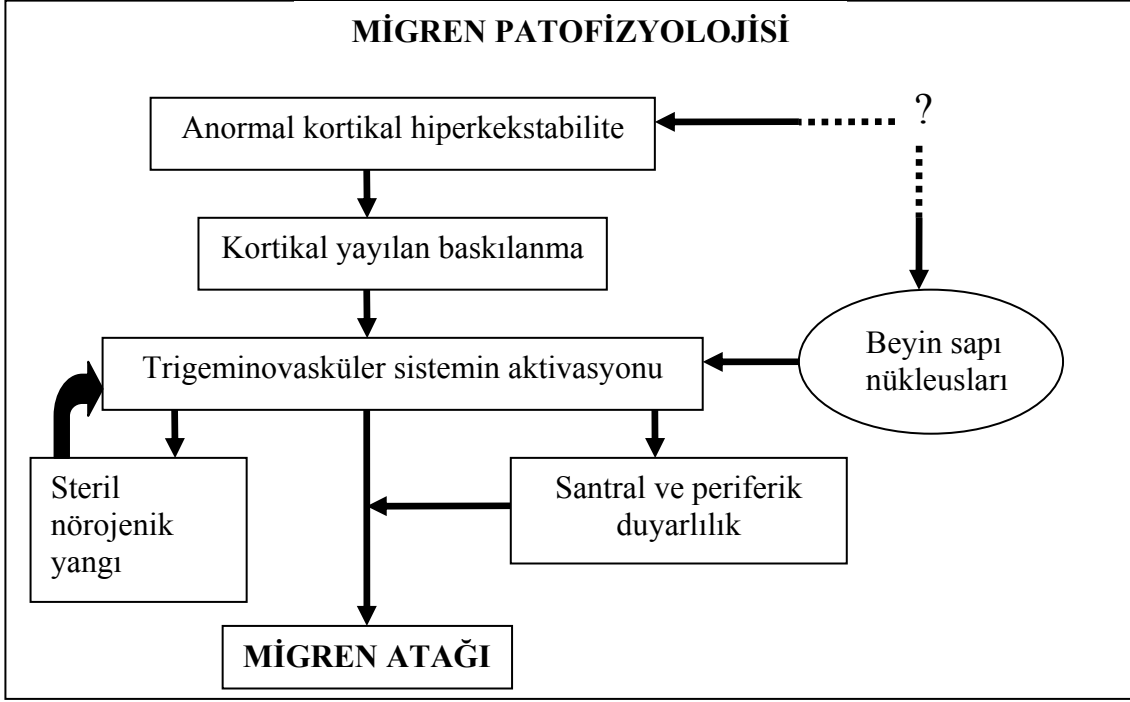 MİGREN PATOFİZYOLOJİSİ
Anormal kortikal hiperkekstabilite
?
Kortikal yayılan baskılanma
Trigeminovasküler sistemin aktivasyonu
Beyin sapı
nükleusları
Steril
nörojenik
yangı
Santral ve periferik
duyarlılık
MİGREN ATAĞI